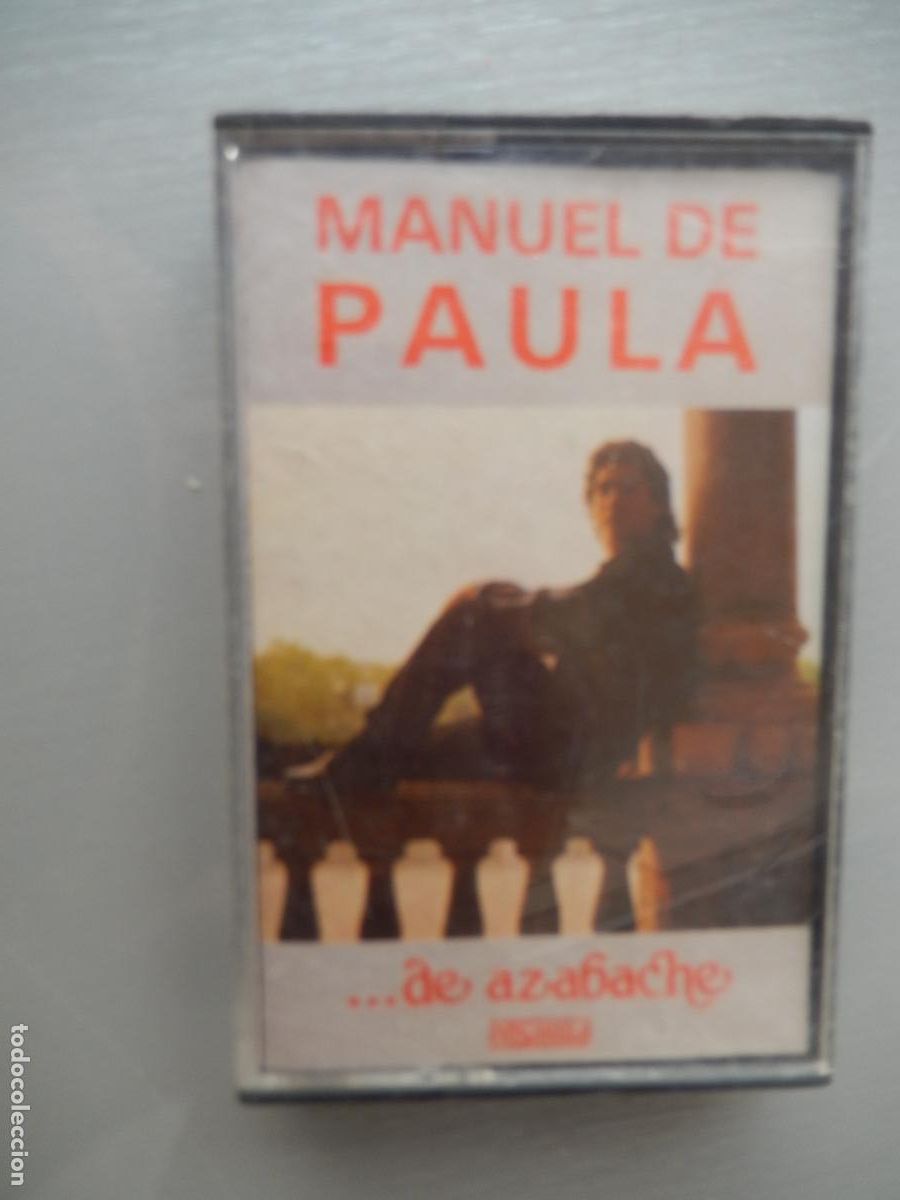 MANUEL DE
PAULA
...de azabache
todocoleccion